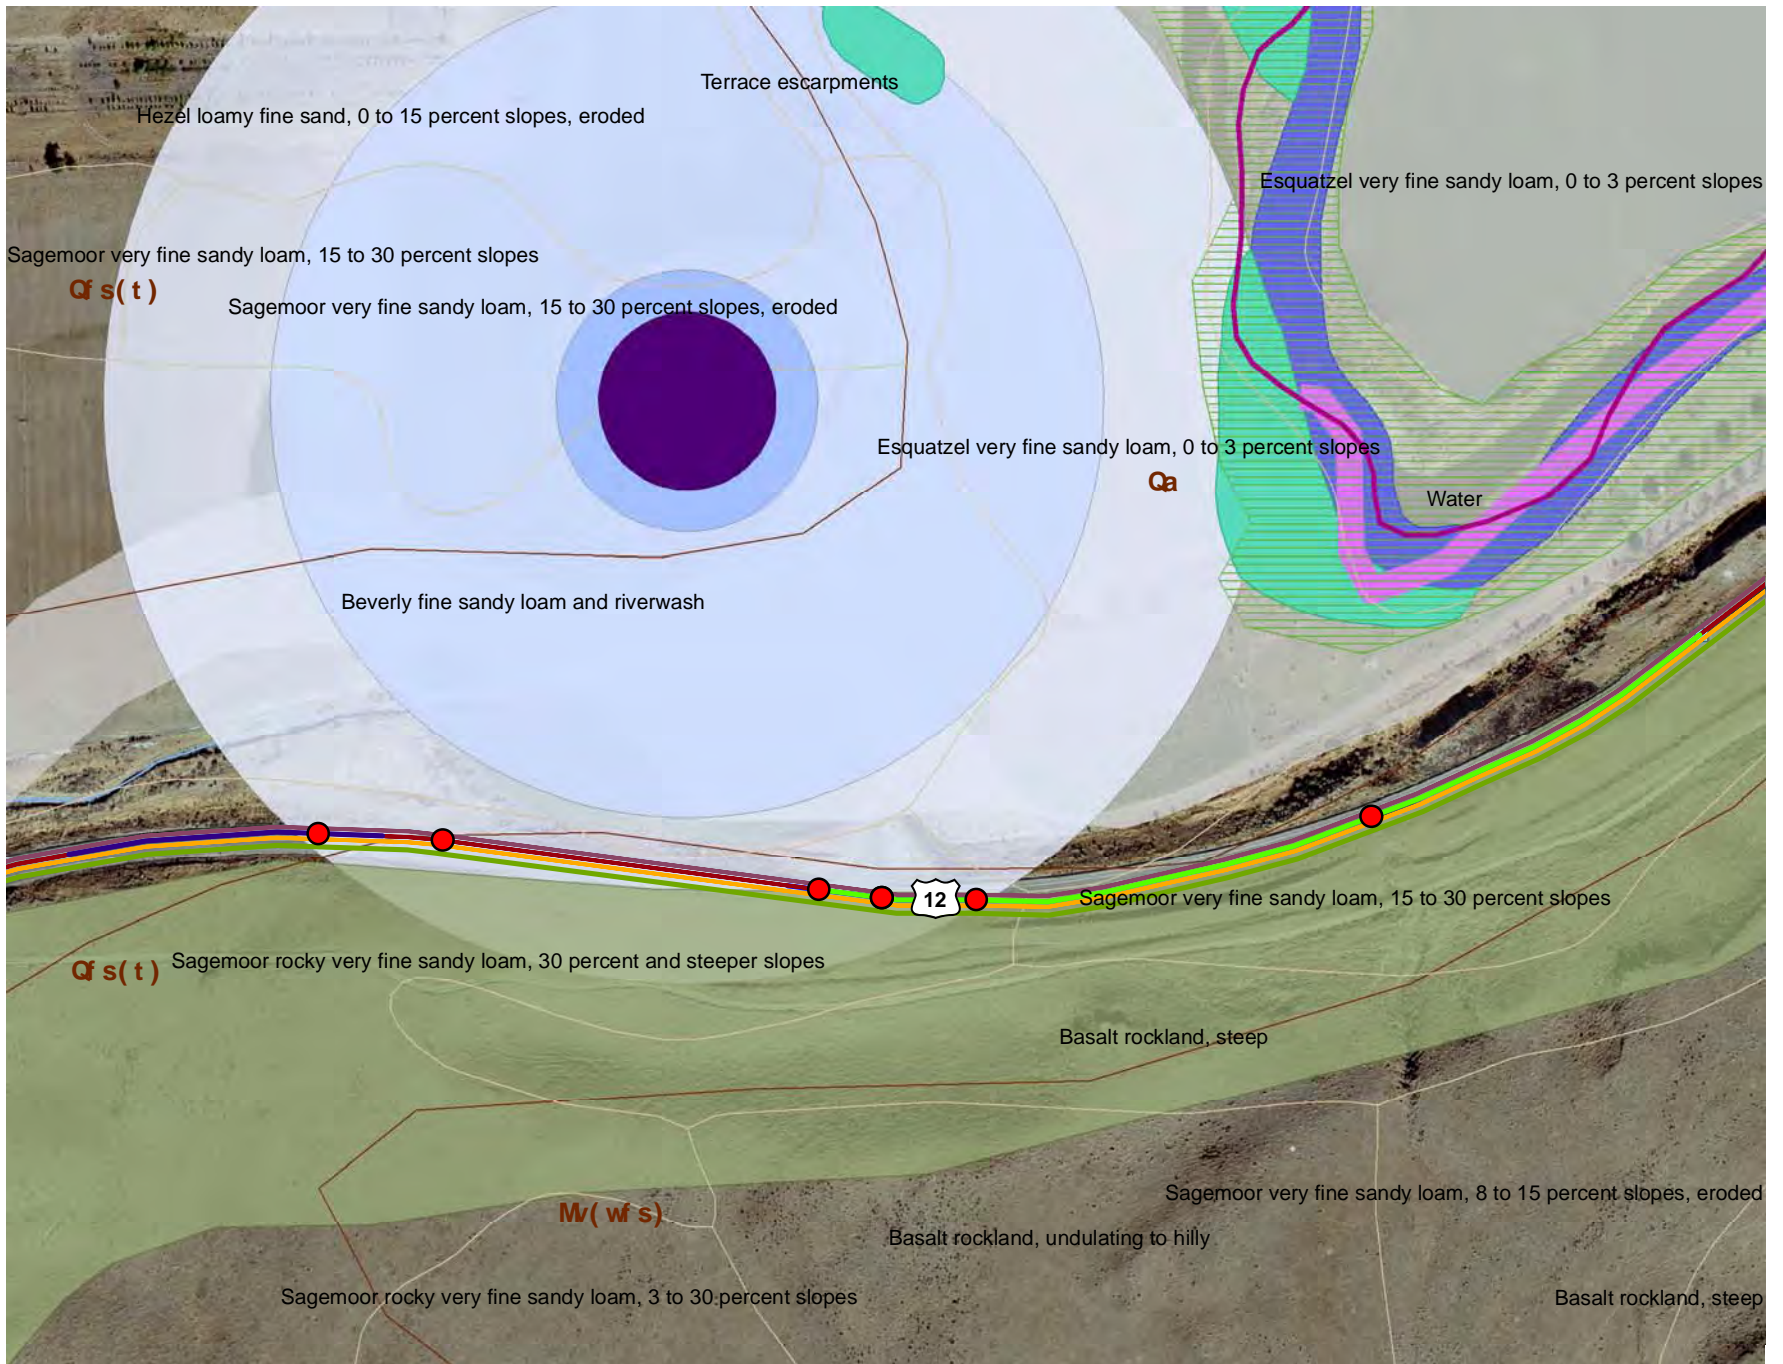 Terrace escarpments
Hezel loamy fine sand, 0 to 15 percent slopes, eroded
Esquatzel very fine sandy loam, 0 to 3 percent slopes
Sagemoor very fine sandy loam, 15 to 30 percent slopes
Qfs(t)
Sagemoor very fine sandy loam, 15 to 30 percent slopes, eroded
Esquatzel very fine sandy loam, 0 to 3 percent slopes
Qa
Water
Beverly fine sandy loam and riverwash
12
Sagemoor very fine sandy loam, 15 to 30 percent slopes
Qfs(t)
Sagemoor rocky very fine sandy loam, 30 percent and steeper slopes
Basalt rockland, steep
Sagemoor very fine sandy loam, 8 to 15 percent slopes, eroded
Mv(wfs)
Basalt rockland, undulating to hilly
Sagemoor rocky very fine sandy loam, 3 to 30 percent slopes
Basalt rockland, steep